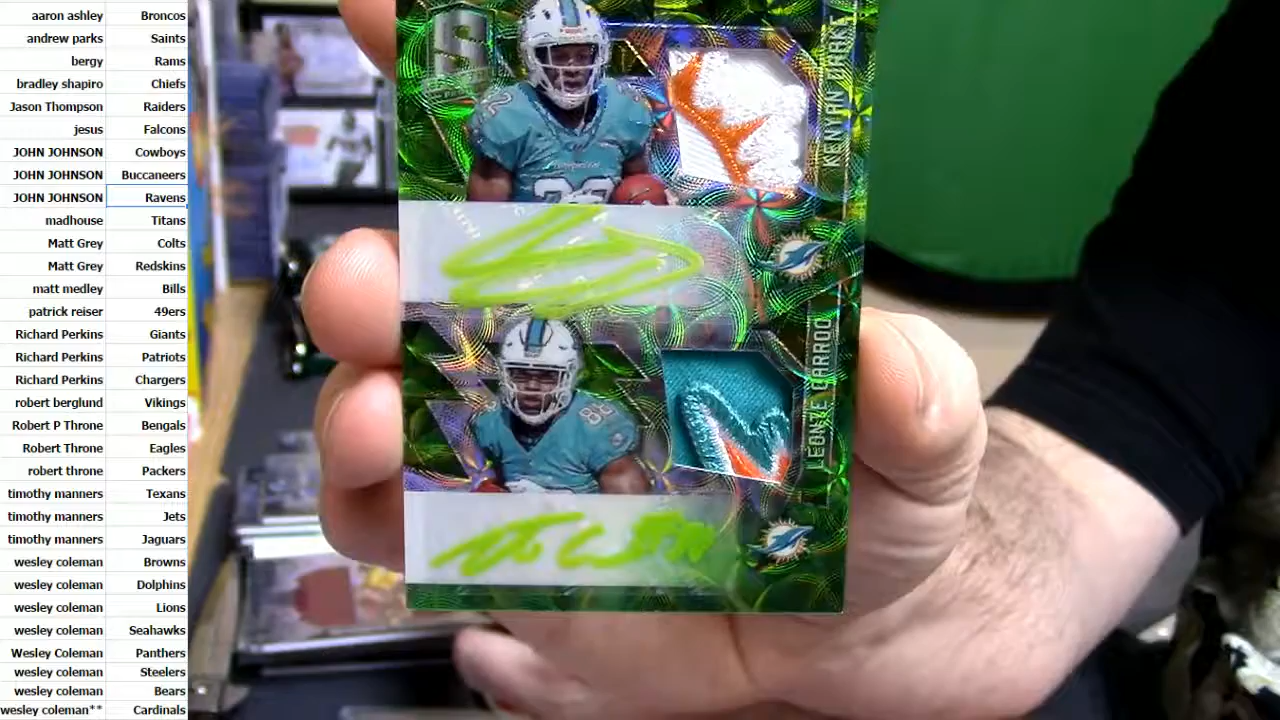 aaron ashley Broncos
andrew parks Saints
bergy Rams
bradley shapiro Chiefs
Jason Thompson Raiders
jesus Falcons
JOHN JOHNSON Cowboys
JOHN JOHNSON Buccaneers
JOHN JOHNSON Ravens
madhouse Titans
Matt Grey Colts
Matt Grey Redskins
matt medley Bills
patrick reiser 49ers
Richard Perkins Giants
Richard Perkins Patriots
Richard Perkins Chargers
robert berglund Vikings
Robert P Throne Bengals
Robert Throne Eagles
robert throne Packers
timothy manners Texans
timothy manners Jets
timothy manners Jaguars
wesley coleman Browns
wesley coleman Dolphins
wesley coleman Lions
wesley coleman Seahawks
Wesley Coleman Panthers
wesley coleman Steelers
wesley coleman Bears
wesley coleman** Cardinals
KENYAN DRAKE
LEONTE CARROO